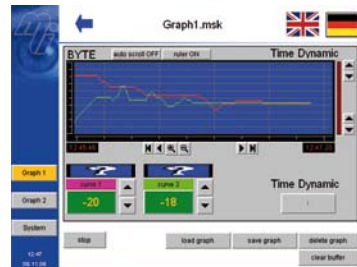 Graph1.msk
BYTE
auto scroll OFF
ruler ON
Time Dynamic
12:45:46
12:47:25
Graph 1
curve 1
curve 2
-20
-18
Time Dynamic
Graph 2
System
stop
load graph
save graph
delete graph
clear buffer
12:47